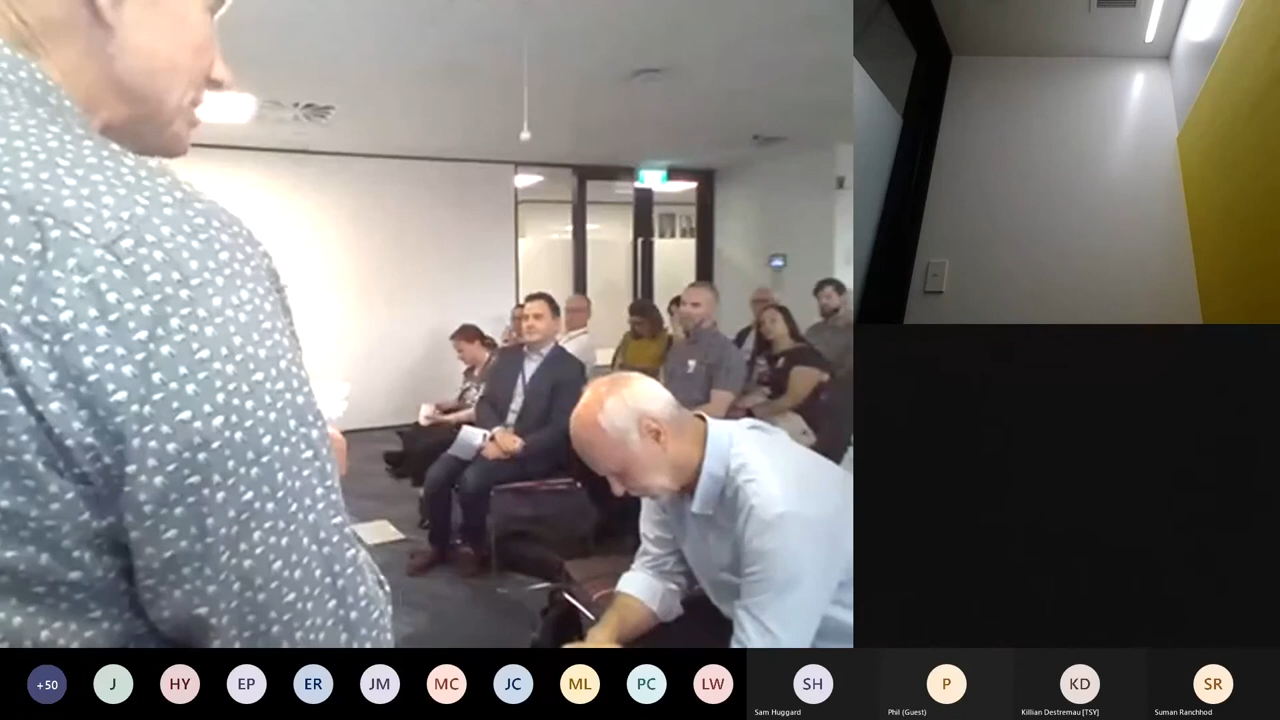 +50
J
HY
EP
ER
JM
MC
JC
ML
PC
LW
SH
P
KD
SR
Sam Huggard
Phil (Guest)
Killian Destremau [TSY]
Suman Ranchhod